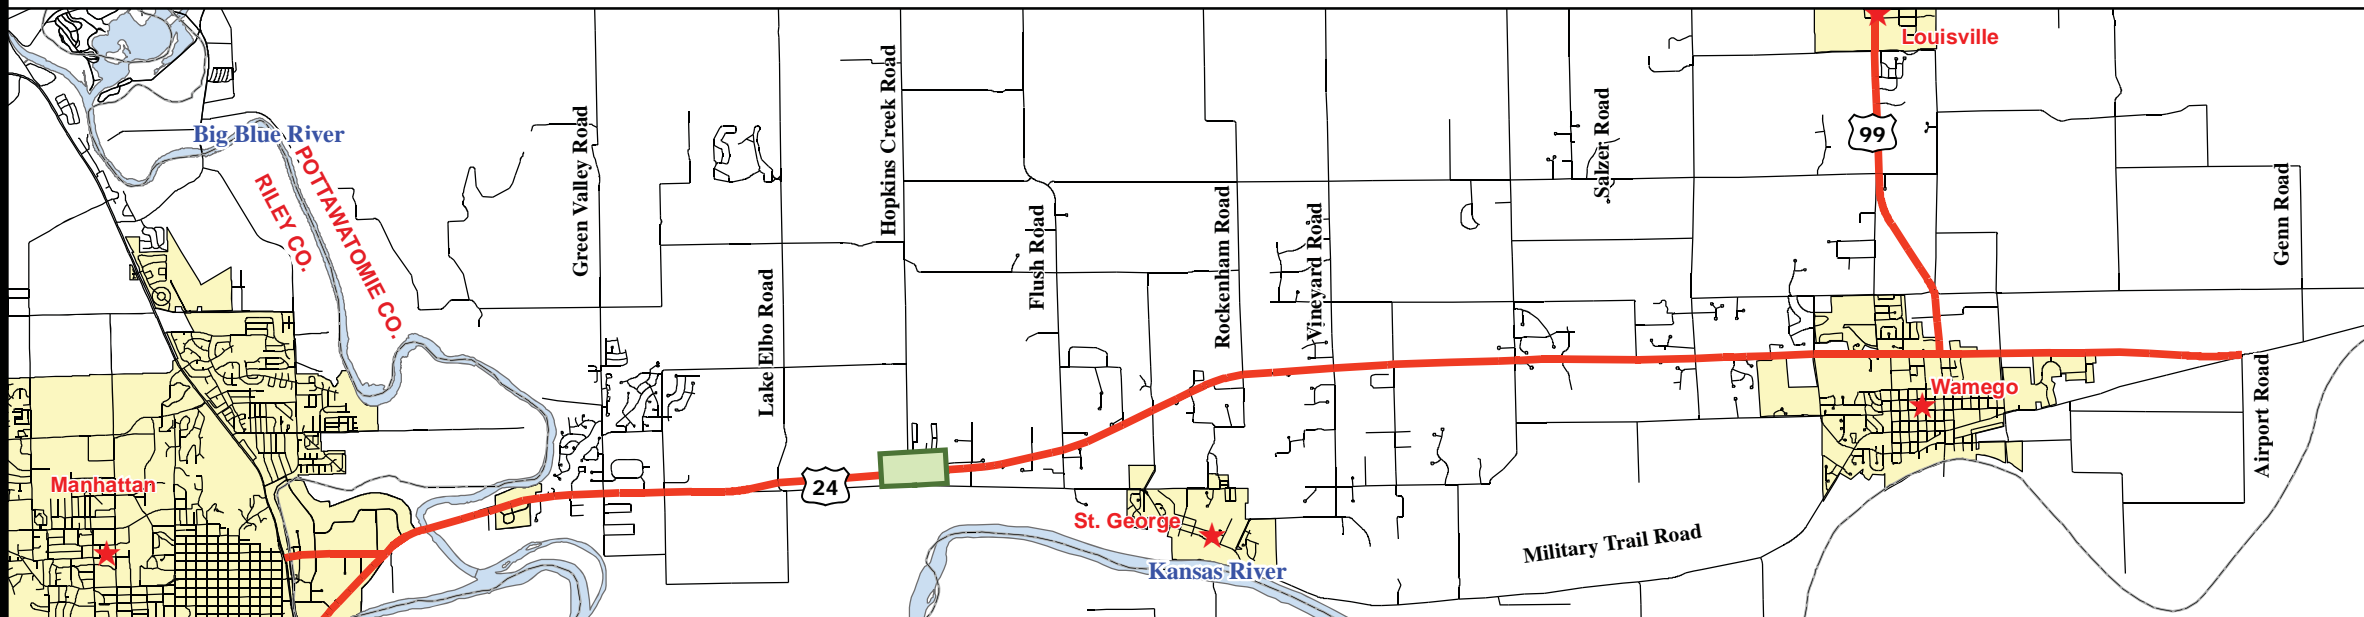 Louisville
99
Big Blue River
POTTAWATOMIE CO.
RILEY CO.
Green Valley Road
Hopkins Creek Road
Salzer Road
Lake Elbo Road
Flush Road
Rockenham Road
Vineyard Road
Genn Road
Wamego
Airport Road
Manhattan
24
St. George
Military Trail Road
Kansas River